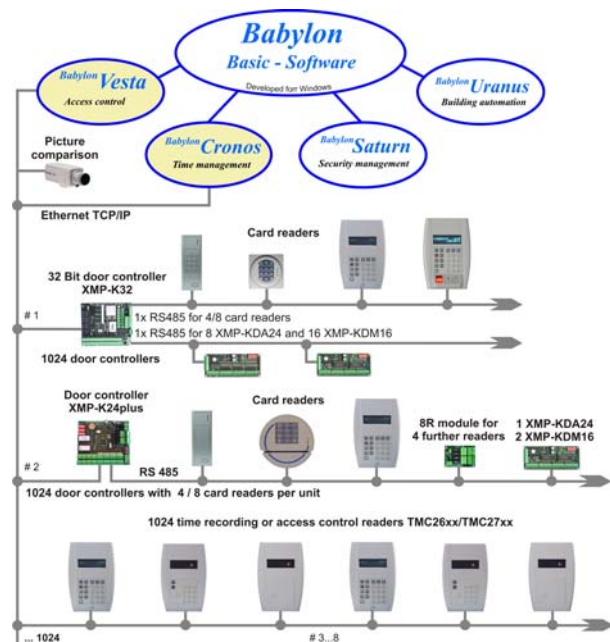 Babylon
Basic - Software
Developed forr Windows
Babylon Vesta
Access control
Babylon Uranus
Building automation
Babylon Cronos
Time management
Babylon Saturn
Security management
Picture
comparison
Ethernet TCP/IP
Card readers
32 Bit door controller
XMP-K32
# 1
1x RS485 for 4/8 card readers
1x RS485 for 8 XMP-KDA24 and 16 XMP-KDM16
1024 door controllers
Door controller
XMP-K24plus
Card readers
8R module for
4 further readers
1 XMP-KDA24
2 XMP-KDM16
# 2
RS 485
1024 door controllers with 4 / 8 card readers per unit
1024 time recording or access control readers TMC26xx/TMC27xx
... 1024
# 3...8